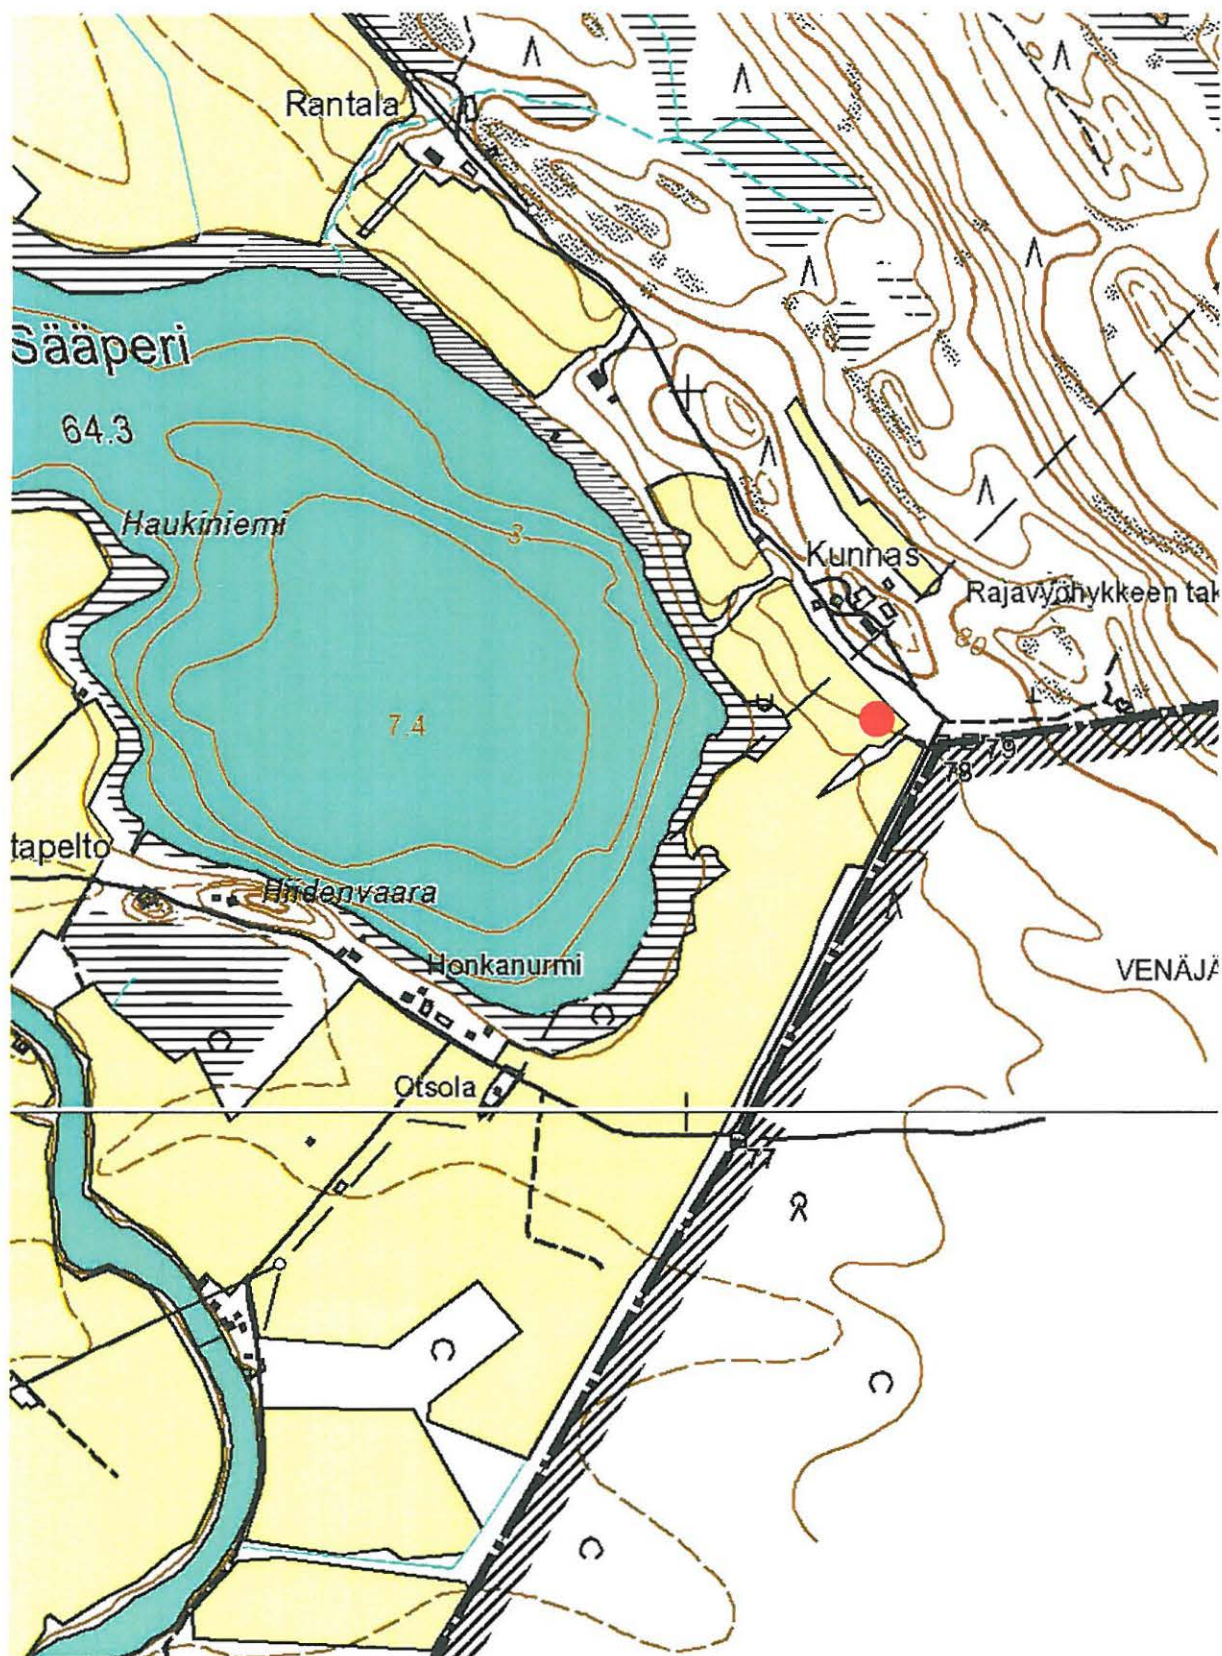 Rantala
Sääperi
64.3
Haukiniemi
3
Kunnas
Rajavyöhykkeen tak
80
7.4
79
78
tapelto
Hiidenvaara
Honkanurmi
VENÄJÄ
Otsola
77